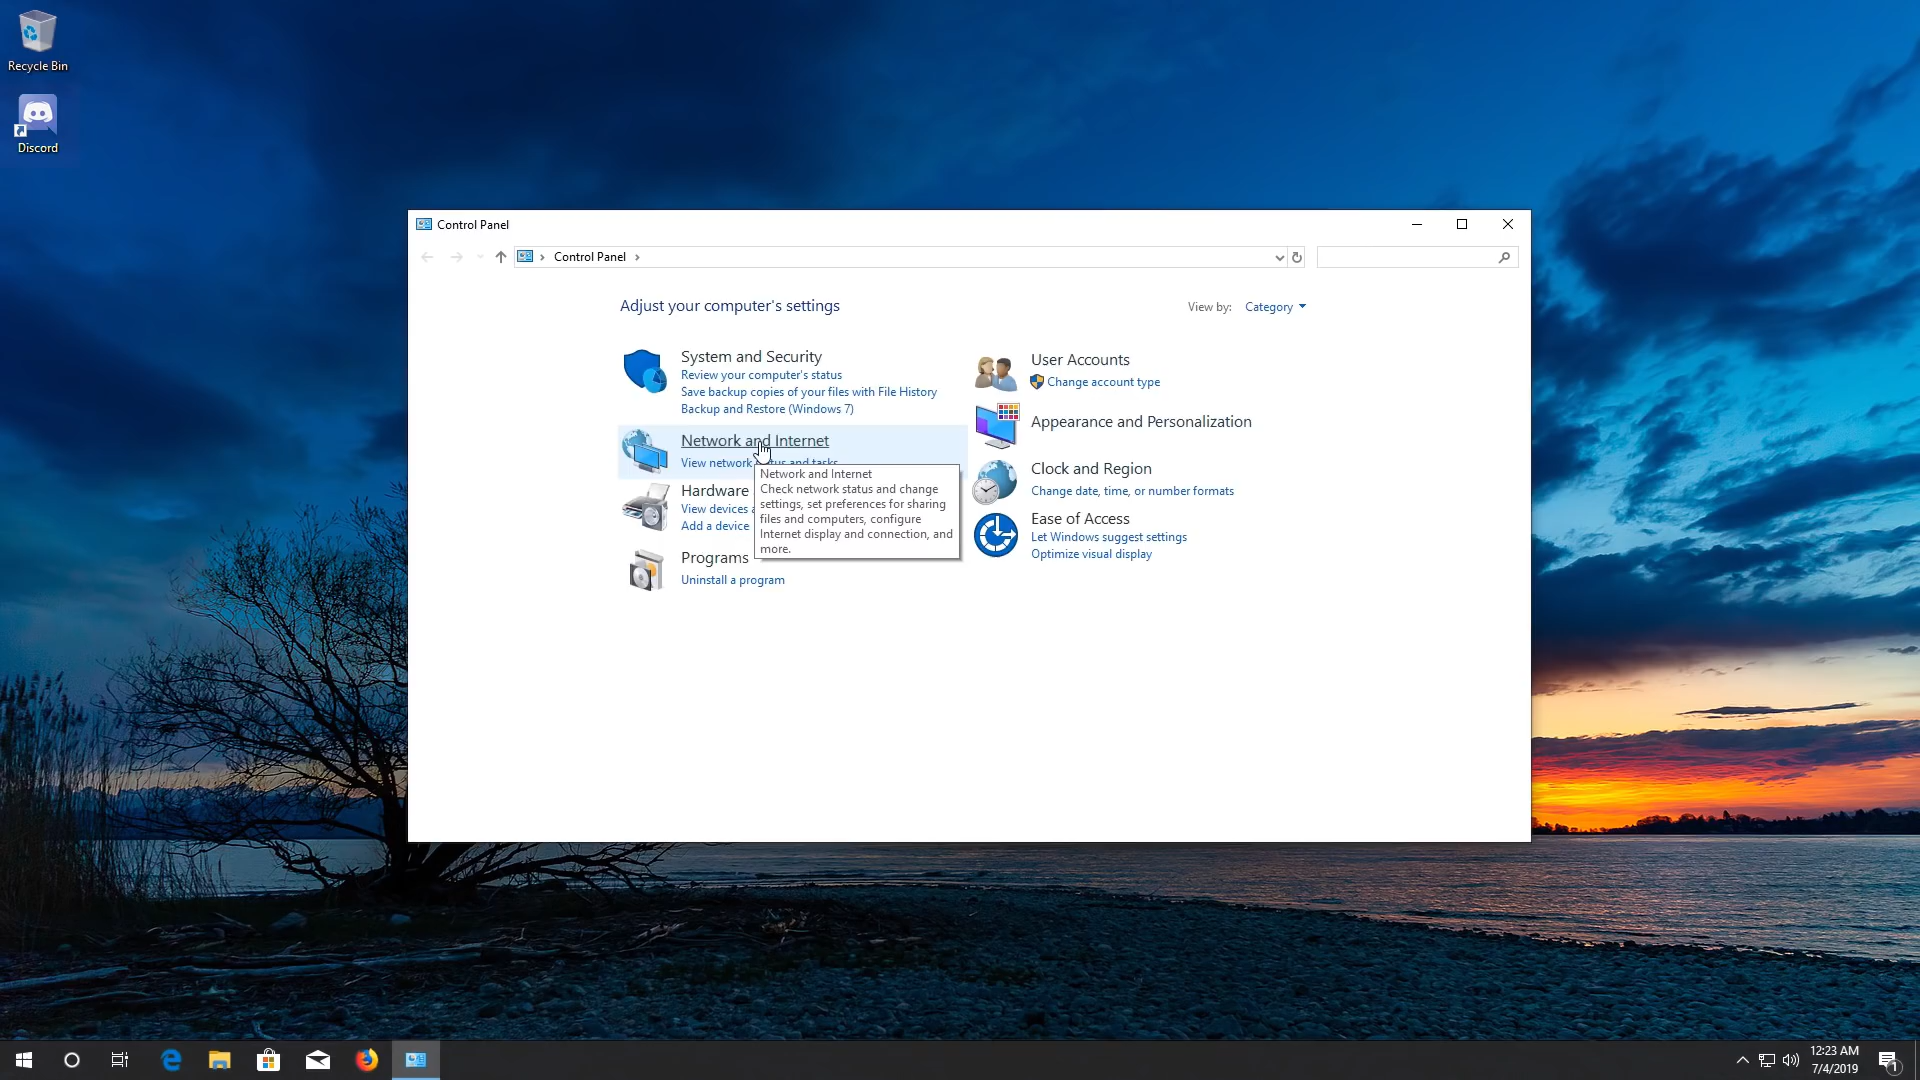 Recycle Bin
Discord
Control Panel
Control Panel
Adjust your computer's settings
View by: Category
System and Security
Review your computer's status
Save backup copies of your files with File History
Backup and Restore (Windows 7)
Network and Internet
View network and tasks
Network and Internet
Check network status and change
settings, set preferences for sharing
files and computers, configure
Internet display and connection, and
more.
Hardware
View devices
Add a device
Programs
Uninstall a program
User Accounts
Change account type
Appearance and Personalization
Clock and Region
Change date, time, or number formats
Ease of Access
Let Windows suggest settings
Optimize visual display
12:23 AM
7/4/2019
1